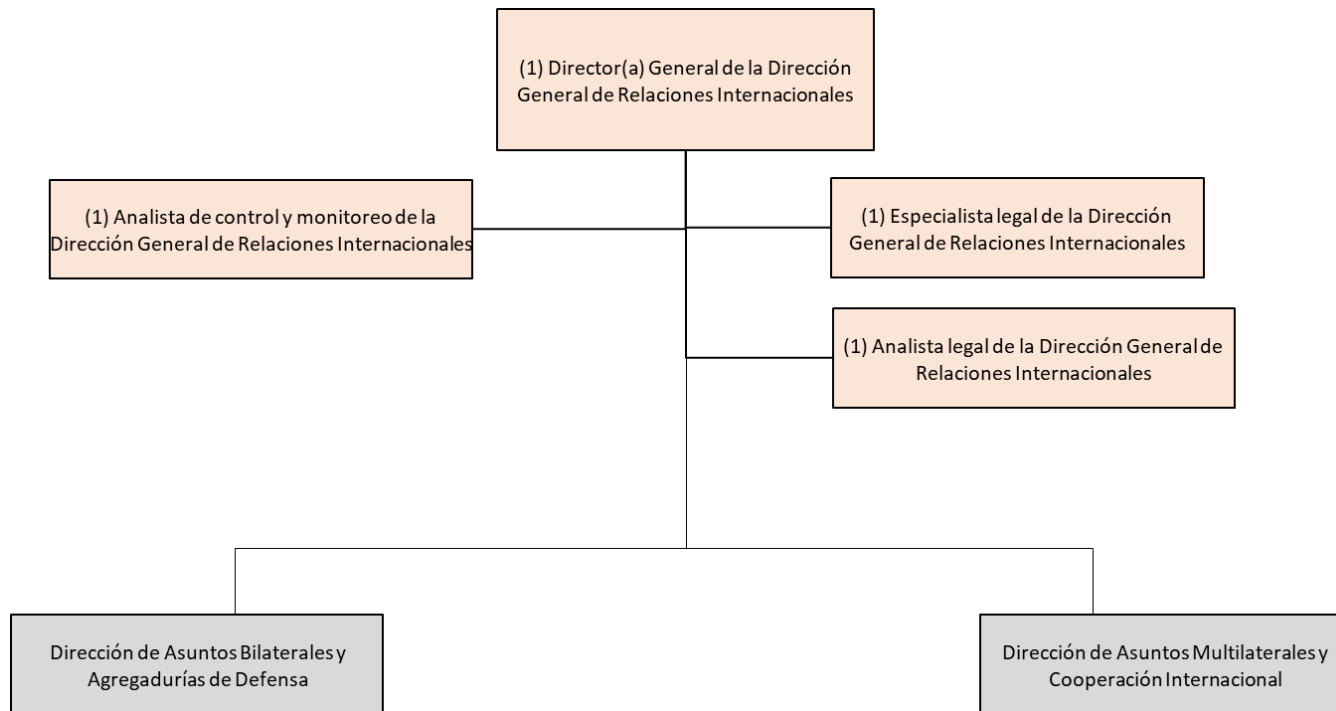 (1) Director(a) General de la Dirección
General de Relaciones Internacionales
(1) Analista de control y monitoreo de la
Dirección General de Relaciones Internacionales
(1) Especialista legal de la Dirección
General de Relaciones Internacionales
(1) Analista legal de la Dirección General de
Relaciones Internacionales
Dirección de Asuntos Bilaterales y
Agregadurías de Defensa
Dirección de Asuntos Multilaterales y
Cooperación Internacional